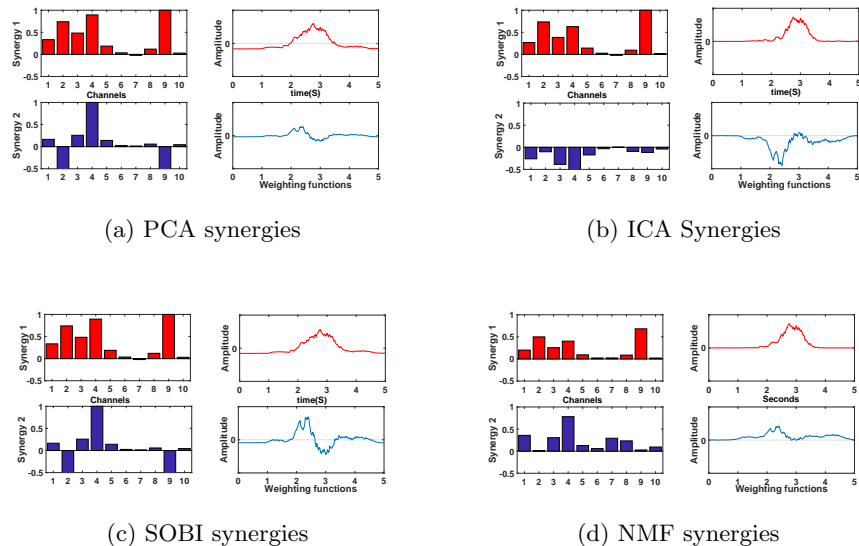 Synergy 1
1
0.5
0
-0.5
1 2 3 4 5 6 7 8 9 10
Channels
Amplitude
0
0 1 2 3 4 5
time(S)
Synergy 2
1
0.5
0
-0.5
1 2 3 4 5 6 7 8 9 10
Amplitude
0
0 1 2 3 4 5
Weighting functions
(a) PCA synergies
Synergy 1
1
0.5
0
-0.5
1 2 3 4 5 6 7 8 9 10
Channels
Amplitude
0
0 1 2 3 4 5
time(S)
Synergy 2
1
0.5
0
-0.5
1 2 3 4 5 6 7 8 9 10
Amplitude
0
0 1 2 3 4 5
Weighting functions
(b) ICA Synergies
Synergy 1
1
0.5
0
-0.5
1 2 3 4 5 6 7 8 9 10
Channels
Amplitude
0
0 1 2 3 4 5
time(S)
Synergy 2
1
0.5
0
-0.5
1 2 3 4 5 6 7 8 9 10
Amplitude
0
0 1 2 3 4 5
Weighting functions
(c) SOBI synergies
Synergy 1
1
0.5
0
-0.5
1 2 3 4 5 6 7 8 9 10
Channels
Amplitude
0
0 1 2 3 4 5
Seconds
Synergy 2
1
0.5
0
-0.5
1 2 3 4 5 6 7 8 9 10
Amplitude
0
0 1 2 3 4 5
Weighting functions
(d) NMF synergies